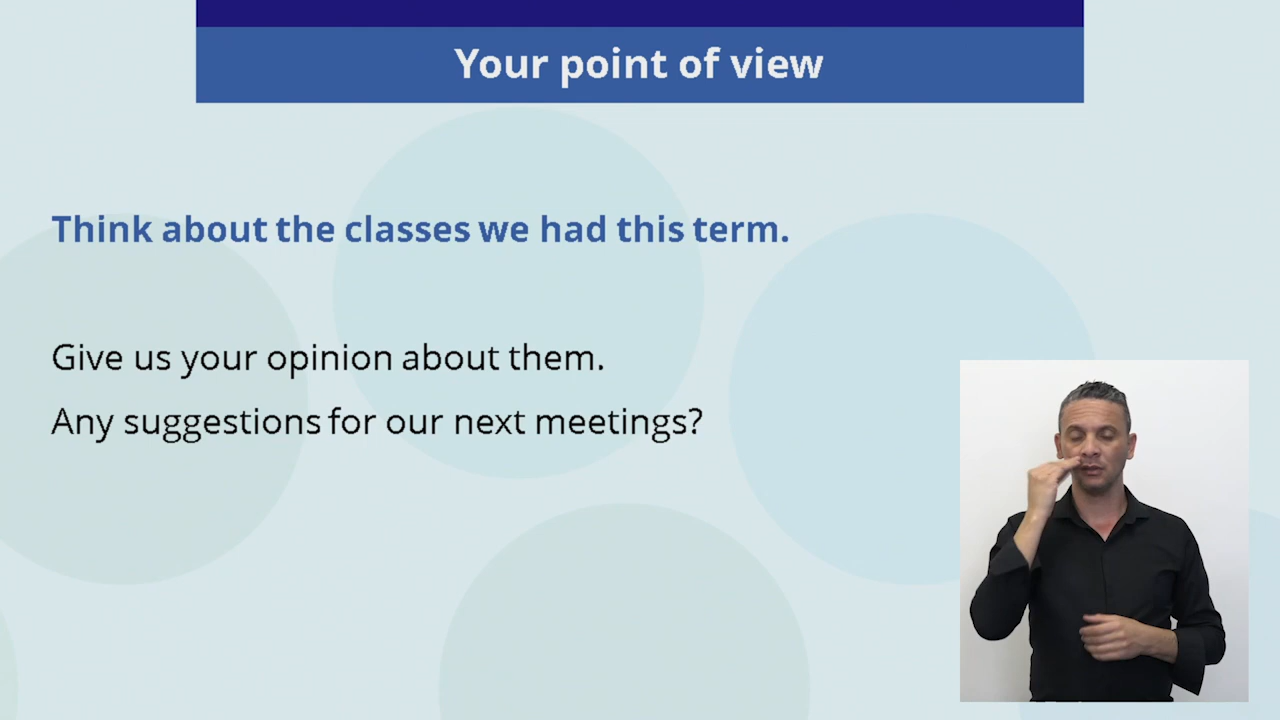 Your point of view
Think about the classes we had this term.
Give us your opinion about them.
Any suggestions for our next meetings?